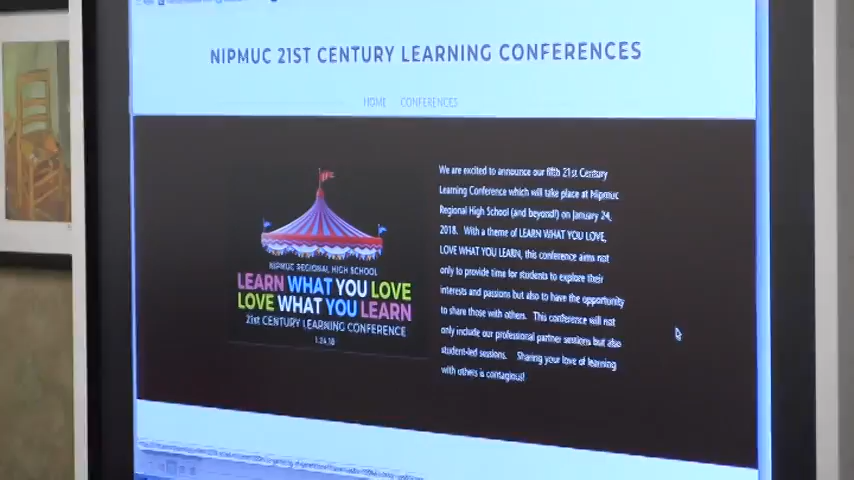 NIPMUC 21ST CENTURY LEARNING CONFERENCES
HOME CONFERENCES
NIPMUC REGIONAL HIGH SCHOOL
LEARN WHAT YOU LOVE
LOVE WHAT YOU LEARN
21st CENTURY LEARNING CONFERENCE
1.24.18
We are excited to announce our fifth 21st Century
Learning Conference which will take place at Nipmuc
Regional High School (and beyond!) on January 24,
2018. With a theme of LEARN WHAT YOU LOVE,
LOVE WHAT YOU LEARN, this conference aims not
only to provide time for students to explore their
interests and passions but also to have the opportunity
to share those with others. This conference will not
only include our professional partner sessions but also
student-led sessions. Sharing your love of learning
with others is contagious!